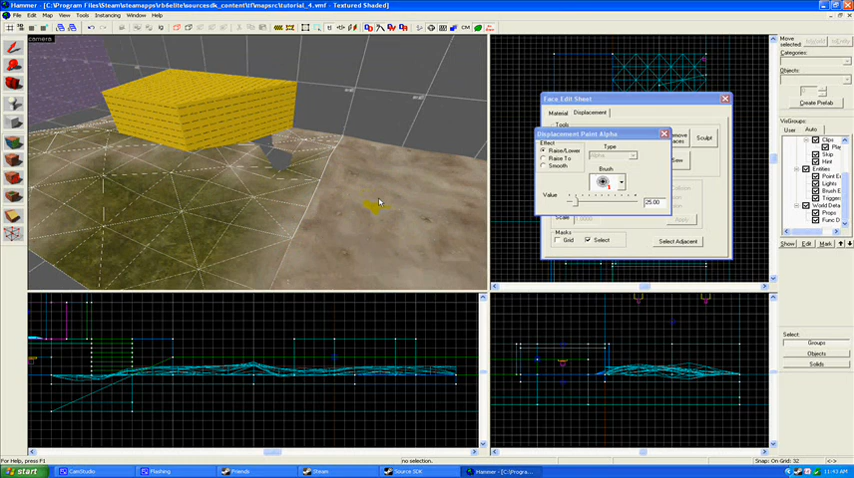 Hammer - [C:\Program Files\Steam\steamapps\rb6elite\sourcesdk_content\tf\mapsrc\tutorial_4.vmf - Textured Shaded]
File Edit Map View Tools Instancing Window Help
camera
Face Edit Sheet
Material Displacement
Tools
Sculpt
Sew
Scale
Apply
Masks
Grid Select
Select Adjacent
Displacement Paint Alpha
Effect
Raise/Lower
Raise To
Smooth
Type
Alpha
Brush
Value
25.00
Move
selected:
Categories:
Objects:
Create Prefab
VisGroups:
User Auto
Clips
Skip
Hint
Entities
Point E
Lights
Brush E
Triggers
World Deta
Props
Func D
Show Edit Mark
Select:
Groups
Objects
Solids
For Help, press F1
no selection.
Snap: On Grid: 32
start
CamStudio
Flashing
Friends
Steam
Source SDK
Hammer - [C:\Progra...
11:43 AM